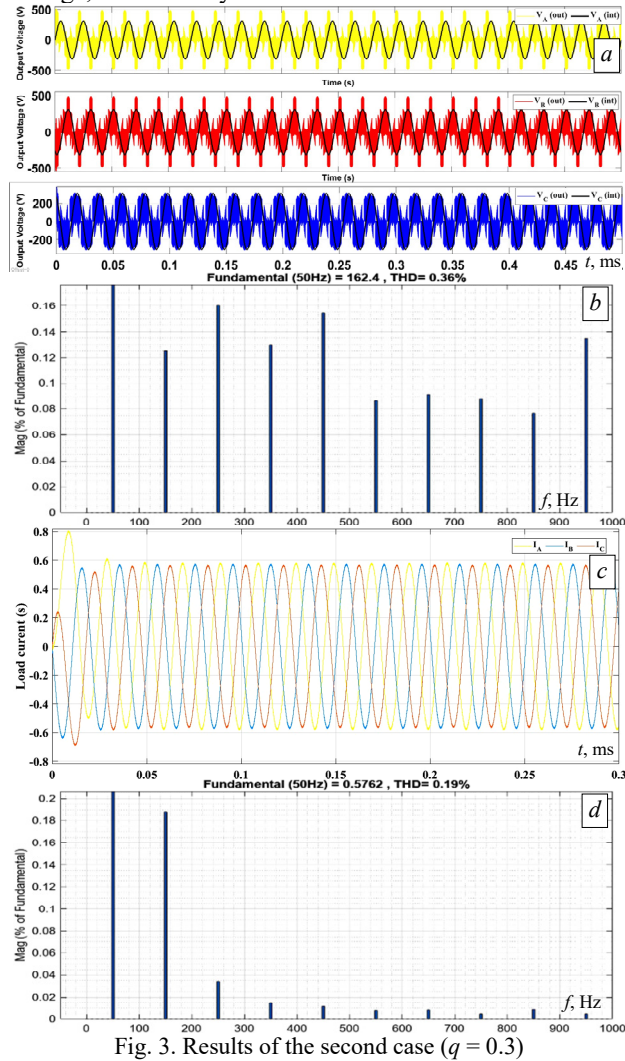 Output Voltage (V)
500
0
-500
V_A (out) V_A (int)
a
Time (s)
Output Voltage (V)
500
0
-500
V_R (out) V_R (int)
Time (s)
Output Voltage (V)
200
0
-200
V_C (out) V_C (int)
0 0.05 0.1 0.15 0.2 0.25 0.3 0.35 0.4 0.45
t, ms
Fundamental (50Hz) = 162.4 , THD= 0.36%
b
Mag (% of Fundamental)
0.16
0.12
0.1
0.08
0.06
0.04
0.02
0
f, Hz
0 100 200 300 400 500 600 700 800 900 1000
Load curent (s)
0.8
0.6
0.4
0.2
0
-0.2
-0.4
-0.6
-0.8
I_A I_B I_C
c
t, ms
0 0.05 0.1 0.15 0.2 0.25 0.3
Fundamental (50Hz) = 0.5762 , THD= 0.19%
d
Mag (% of Fundamental)
0.2
0.16
0.12
0.1
0.08
0.06
0.04
0.02
0
f, Hz
0 100 200 300 400 500 600 700 800 900 1000
Fig. 3. Results of the second case (q = 0.3)